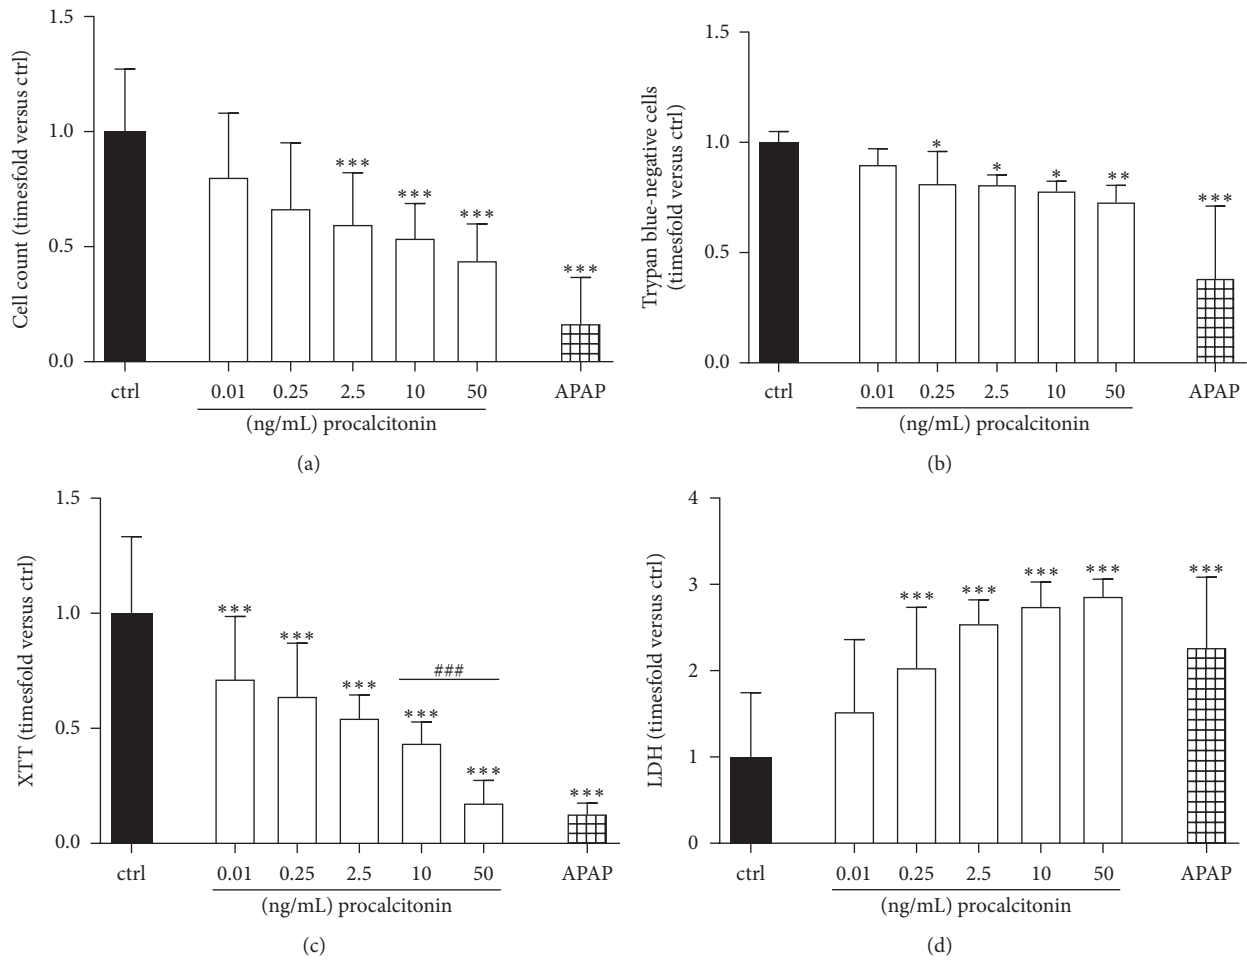 Cell count (timesfold versus ctrl)
1.5
1.0
0.5
0.0
***
***
***
***
ctrl 0.01 0.25 2.5 10 50 APAP
(ng/mL) procalcitonin
(a)
Trypan blue-negative cells
(timesfold versus ctrl)
1.5
1.0
0.5
0.0
*
*
*
**
***
ctrl 0.01 0.25 2.5 10 50 APAP
(ng/mL) procalcitonin
(b)
XTT (timesfold versus ctrl)
1.5
1.0
0.5
0.0
***
***
***
***
###
***
***
ctrl 0.01 0.25 2.5 10 50 APAP
(ng/mL) procalcitonin
(c)
LDH (timesfold versus ctrl)
4
3
2
1
0
***
***
***
***
***
ctrl 0.01 0.25 2.5 10 50 APAP
(ng/mL) procalcitonin
(d)